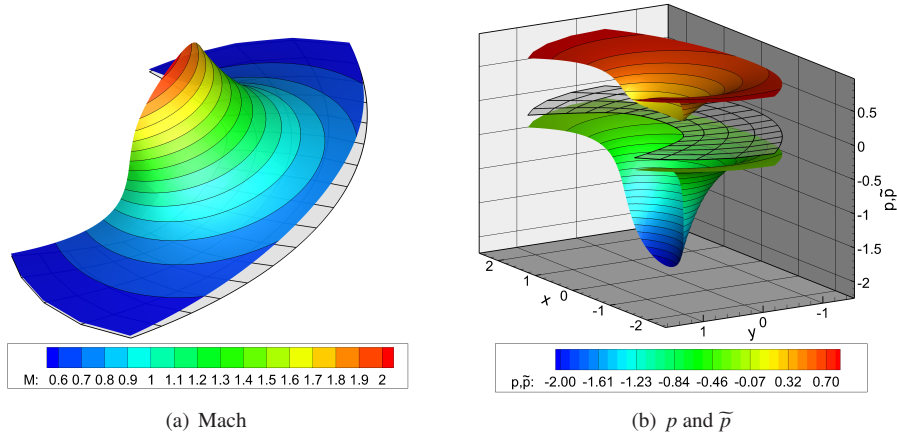 0.5
0
-0.5
-1
-1.5
-2
p,p̃
2
1
0
-1
-2
x
1
0
-1
y
M: 0.6 0.7 0.8 0.9 1 1.1 1.2 1.3 1.4 1.5 1.6 1.7 1.8 1.9 2
p,p̃: -2.00 -1.61 -1.23 -0.84 -0.46 -0.07 0.32 0.70
(a) Mach
(b) p and p̃